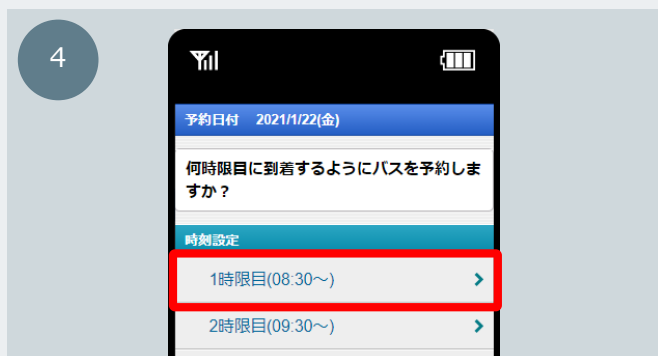 4
予約日付 2021/1/22(金)
何時限目に到着するようにバスを予約しま
すか？
時刻設定
1時限目(08:30～)
2時限目(09:30～)